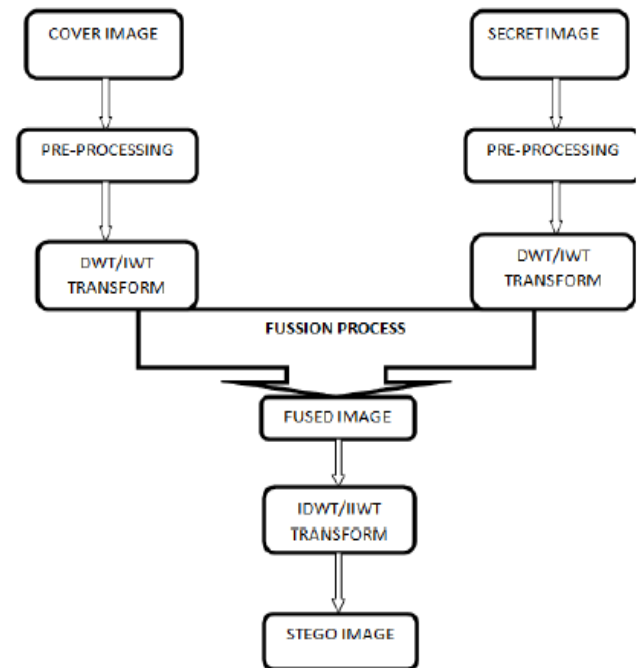 COVER IMAGE
SECRET IMAGE
PRE-PROCESSING
PRE-PROCESSING
DWT/IWT
TRANSFORM
DWT/IWT
TRANSFORM
FUSSION PROCESS
FUSED IMAGE
IDWT/IIWT
TRANSFORM
STEGO IMAGE